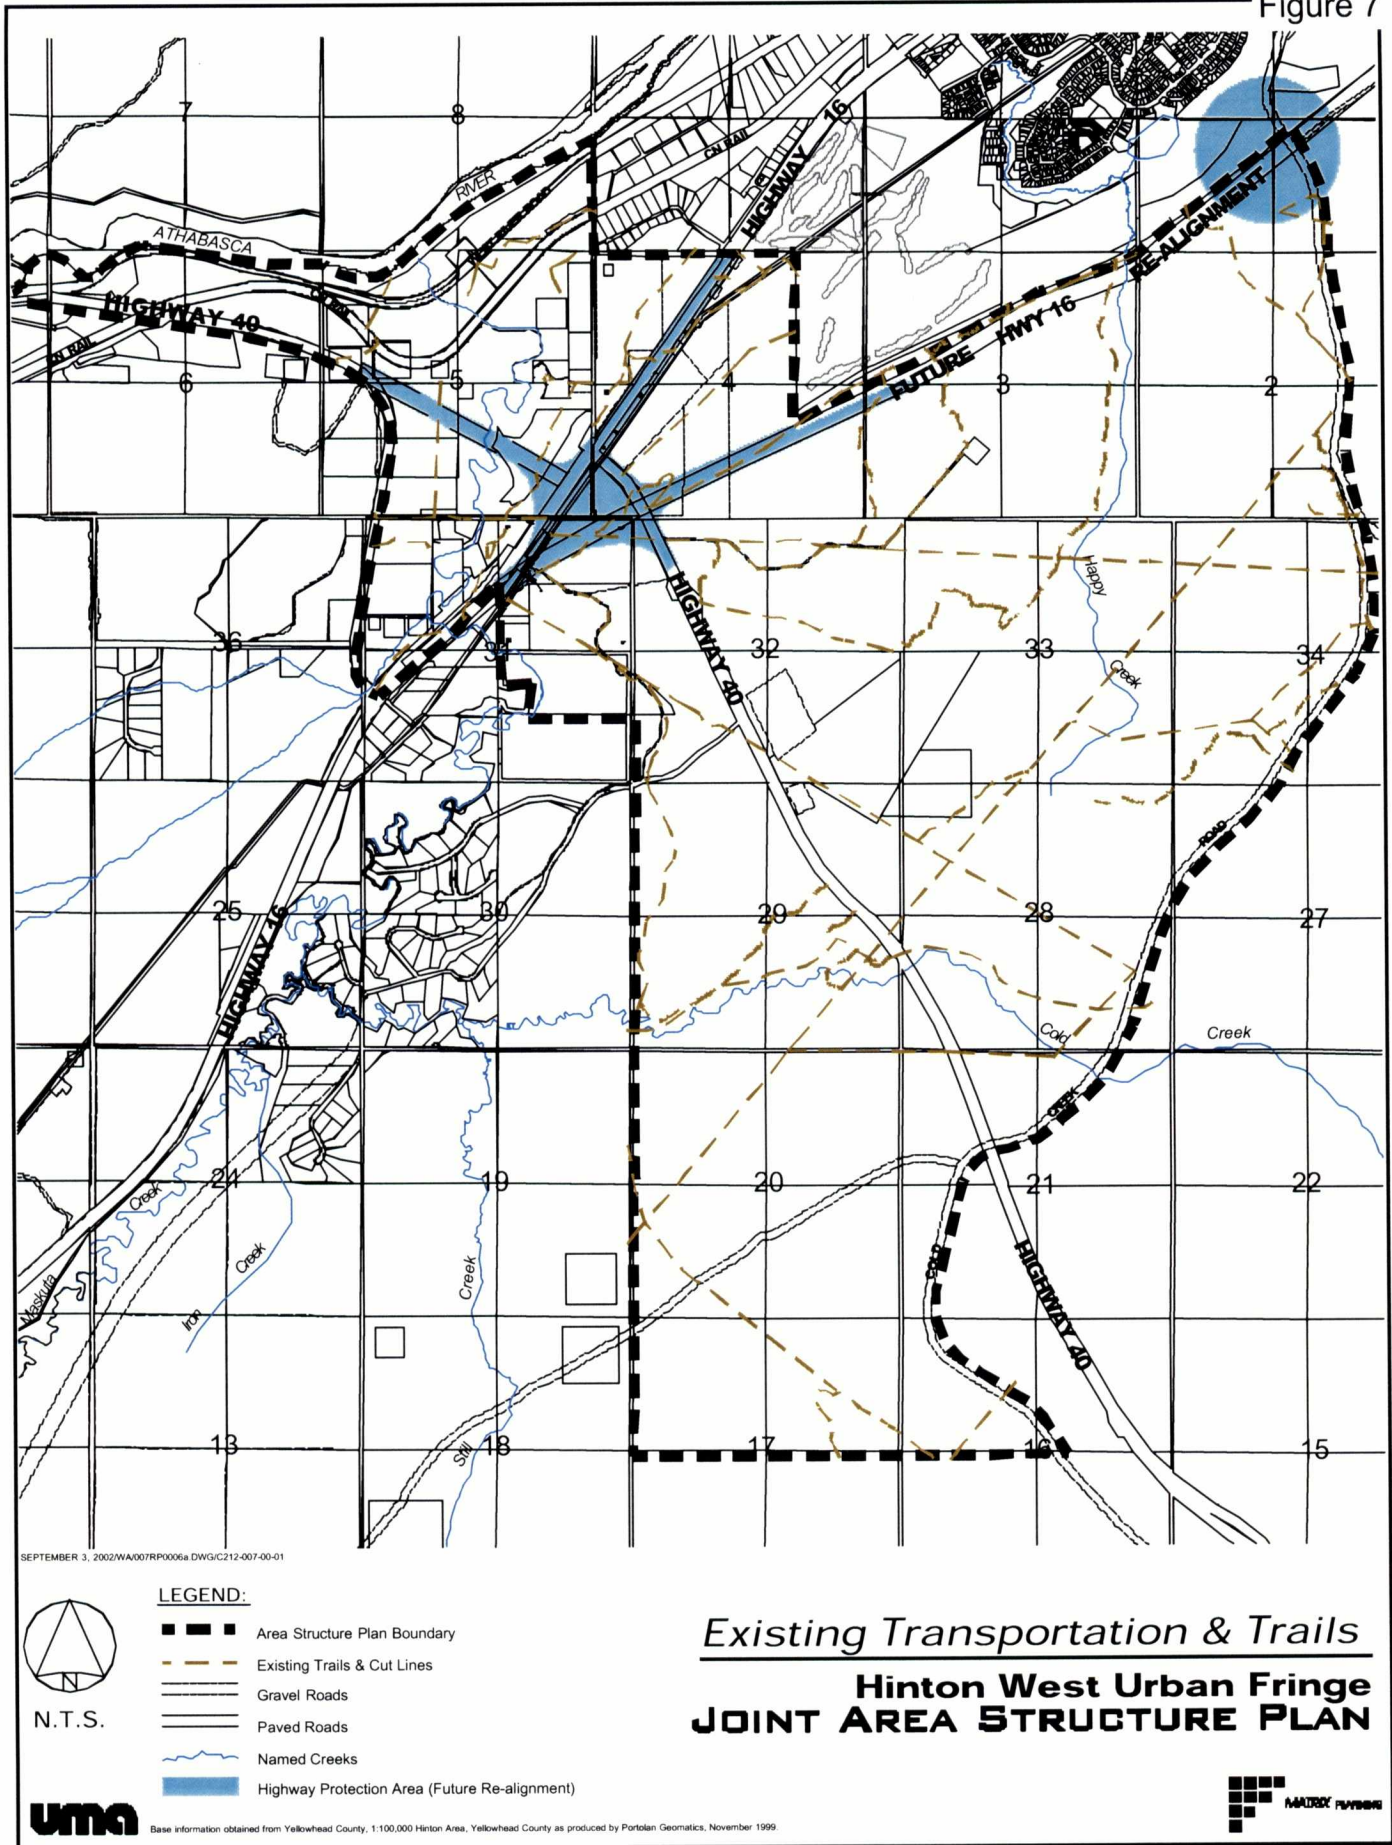 Figure 7
7
8
16
CN RAIL
HIGHWAY
RIVER
ATHABASCA
HIGHWAY 40
CN RAIL
CN RAIL
RE-ALIGNMENT
FUTURE HWY 16
6
5
4
3
2
Happy
Creek
HIGHWAY 40
36
31
32
33
34
ROAD
25
30
29
28
27
HIGHWAY 16
Cold
Creek
CREEK
24
19
20
21
22
Creek
Creek
Iron
Maskuta
Creek
COLD
HIGHWAY 40
13
18
17
16
15
Still
SEPTEMBER 3, 2002/WA/007RP0006a.DWG/C212-007-00-01
LEGEND:
Area Structure Plan Boundary
Existing Trails & Cut Lines
Gravel Roads
Paved Roads
Named Creeks
Highway Protection Area (Future Re-alignment)
N
N.T.S.
Existing Transportation & Trails
Hinton West Urban Fringe
JOINT AREA STRUCTURE PLAN
uma
MATRIX PLANNING
Base information obtained from Yellowhead County, 1:100,000 Hinton Area, Yellowhead County as produced by Portolan Geomatics, November 1999.